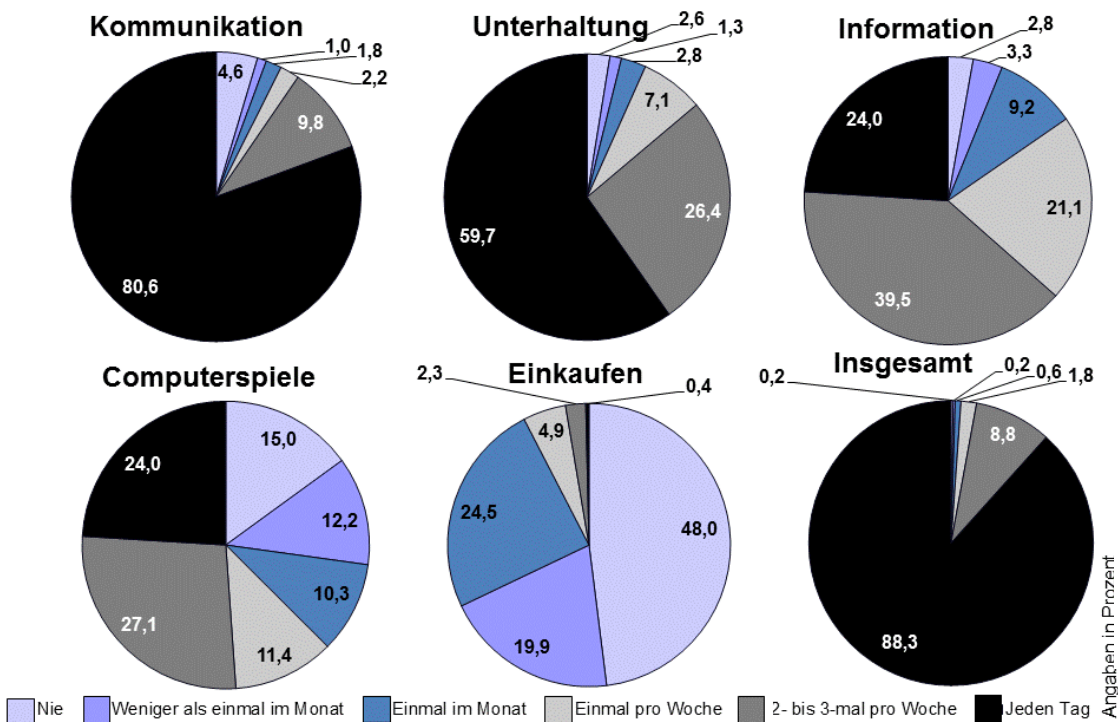 Kommunikation
1,0
1,8
2,2
4,6
9,8
80,6
Unterhaltung
2,6
1,3
2,8
7,1
26,4
59,7
Information
2,8
3,3
9,2
21,1
39,5
24,0
Computerspiele
15,0
12,2
10,3
11,4
27,1
24,0
Einkaufen
2,3
0,4
4,9
24,5
48,0
19,9
Insgesamt
0,2
0,2
0,6
1,8
8,8
88,3
Angaben in Prozent
Nie
Weniger als einmal im Monat
Einmal im Monat
Einmal pro Woche
2- bis 3-mal pro Woche
Jeden Tag